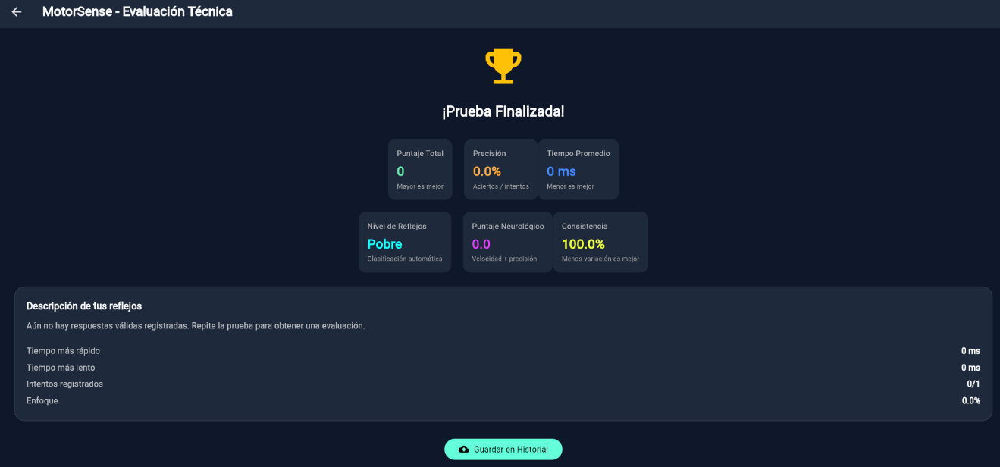 MotorSense - Evaluación Técnica
¡Prueba Finalizada!
Puntaje Total
0
Mayor es mejor
Precisión
0.0%
Aciertos / intentos
Tiempo Promedio
0 ms
Menor es mejor
Nivel de Reflejos
Pobre
Clasificación automática
Puntaje Neurológico
0.0
Velocidad + precisión
Consistencia
100.0%
Menos variación es mejor
Descripción de tus reflejos
Aún no hay respuestas válidas registradas. Repite la prueba para obtener una evaluación.
Tiempo más rápido 0 ms
Tiempo más lento 0 ms
Intentos registrados 0/1
Enfoque 0.0%
Guardar en Historial